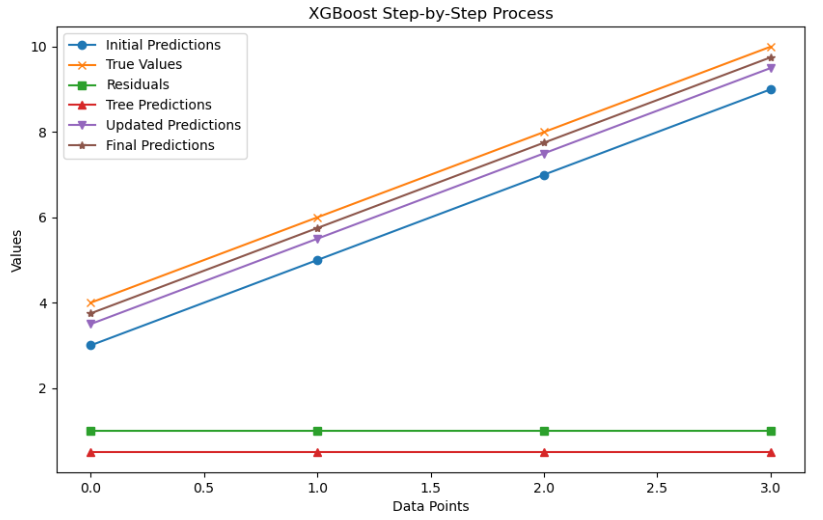 XGBoost Step-by-Step Process
Initial Predictions
True Values
Residuals
Tree Predictions
Updated Predictions
Final Predictions
Values
10
8
6
4
2
0.0 0.5 1.0 1.5 2.0 2.5 3.0
Data Points